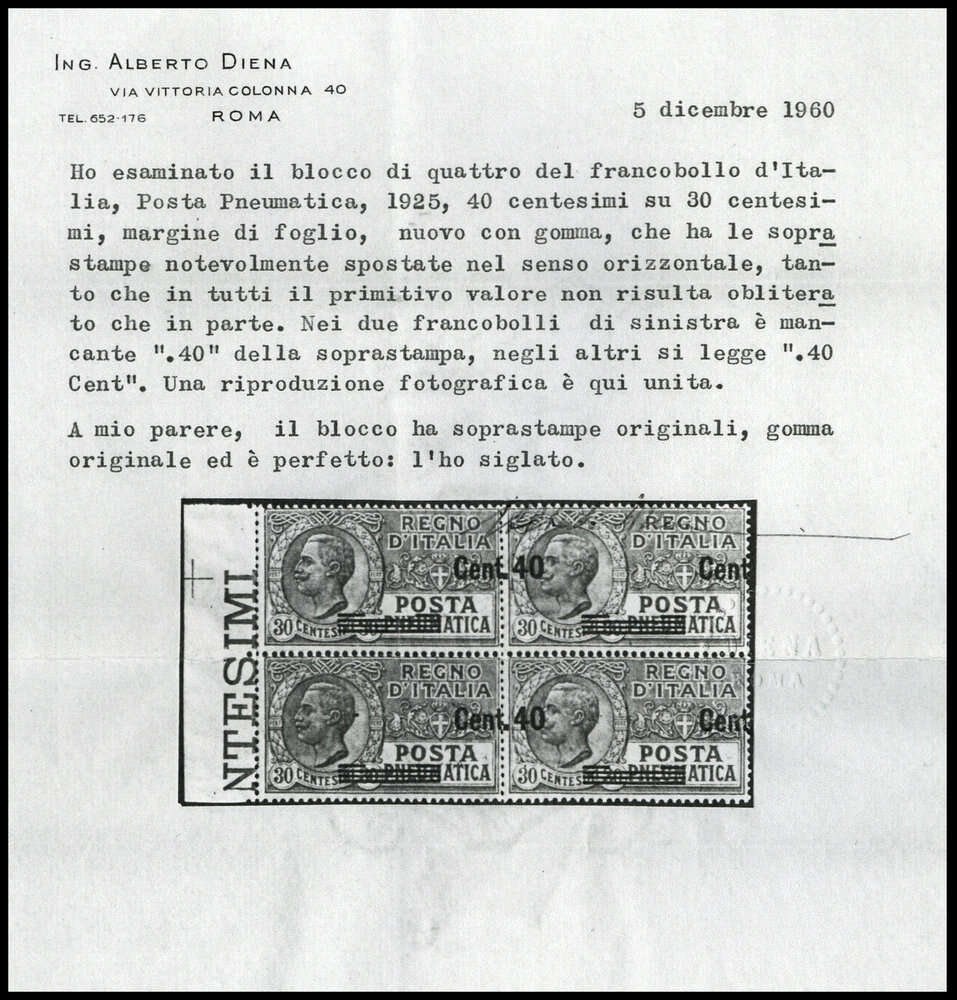 ING. ALBERTO DIENA
VIA VITTORIA COLONNA 40
TEL. 652-176 ROMA
5 dicembre 1960
Ho esaminato il blocco di quattro del francobollo d'Ita-
lia, Posta Pneumatica, 1925, 40 centesimi su 30 centesi-
mi, margine di foglio, nuovo con gomma, che ha le sopra
stampe notevolmente spostate nel senso orizzontale, tan-
to che in tutti il primitivo valore non risulta oblitera
to che in parte. Nei due francobolli di sinistra è man-
cante ".40" della soprastampa, negli altri si legge ".40
Cent". Una riproduzione fotografica è qui unita.
A mio parere, il blocco ha soprastampe originali, gomma
originale ed è perfetto: l'ho siglato.
NTESIMI
REGNO
D'ITALIA
Cent. 40
POSTA
30 CENTES PNEUMATICA
REGNO
D'ITALIA
Cent
POSTA
30 CENTES PNEUMATICA
REGNO
D'ITALIA
Cent. 40
POSTA
30 CENTES PNEUMATICA
REGNO
D'ITALIA
Cent
POSTA
30 CENTES PNEUMATICA